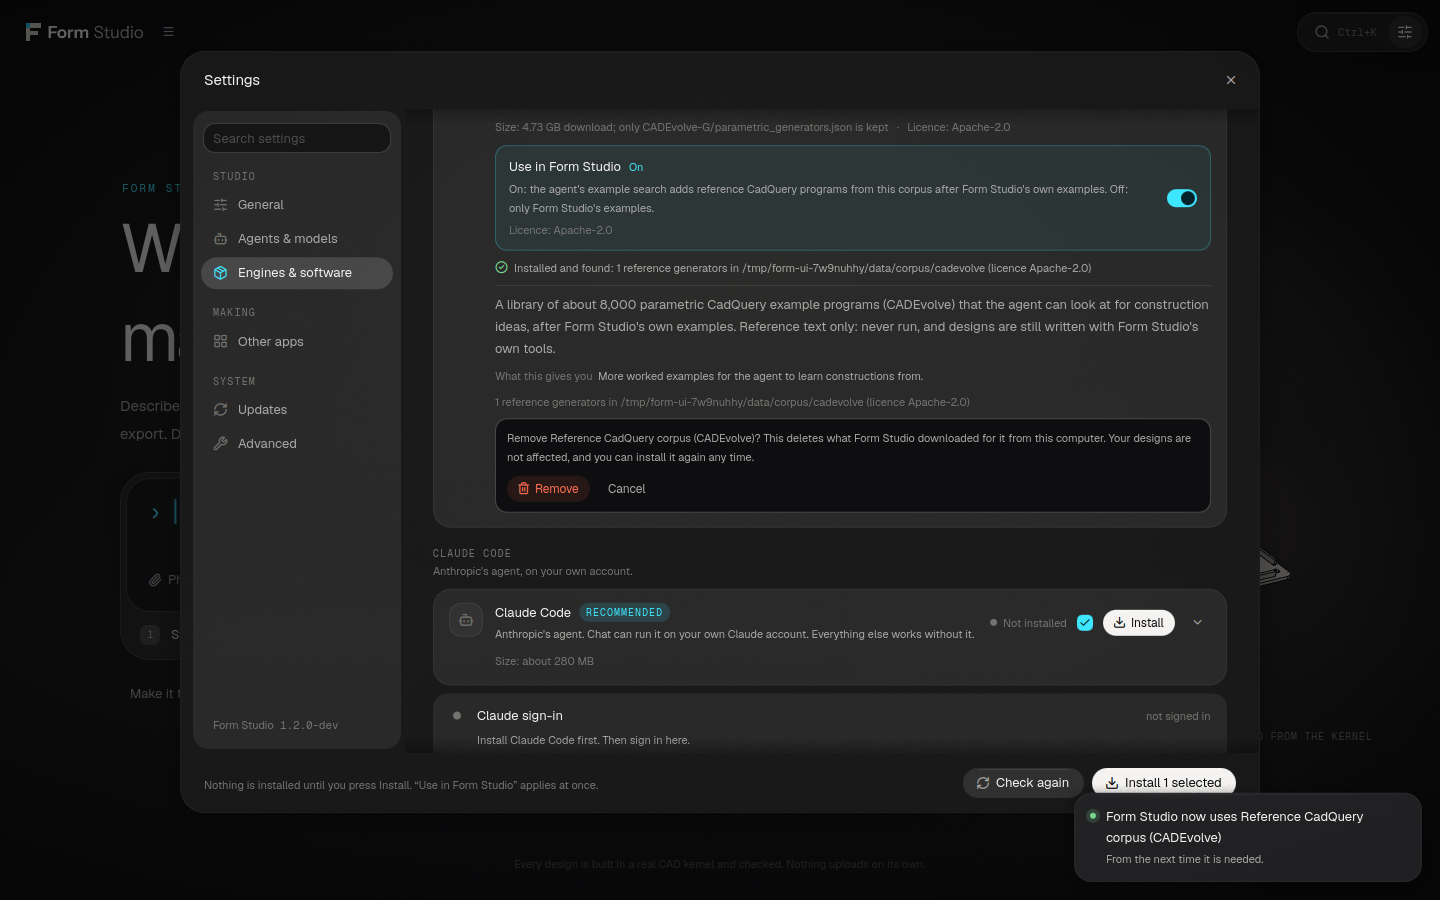 Form Studio
Ctrl+K
Settings
Search settings
STUDIO
General
Agents & models
Engines & software
MAKING
Other apps
SYSTEM
Updates
Advanced
Form Studio 1.2.0-dev
Size: 4.73 GB download; only CADEvolve-G/parametric_generators.json is kept · Licence: Apache-2.0
Use in Form Studio On
On: the agent's example search adds reference CadQuery programs from this corpus after Form Studio's own examples. Off:
only Form Studio's examples.
Licence: Apache-2.0
Installed and found: 1 reference generators in /tmp/form-ui-7w9nuhhy/data/corpus/cadevolve (licence Apache-2.0)
A library of about 8,000 parametric CadQuery example programs (CADEvolve) that the agent can look at for construction
ideas, after Form Studio's own examples. Reference text only: never run, and designs are still written with Form Studio's
own tools.
What this gives you More worked examples for the agent to learn constructions from.
1 reference generators in /tmp/form-ui-7w9nuhhy/data/corpus/cadevolve (licence Apache-2.0)
Remove Reference CadQuery corpus (CADEvolve)? This deletes what Form Studio downloaded for it from this computer. Your designs are
not affected, and you can install it again any time.
Remove
Cancel
CLAUDE CODE
Anthropic's agent, on your own account.
Claude Code RECOMMENDED
Anthropic's agent. Chat can run it on your own Claude account. Everything else works without it.
Size: about 280 MB
Not installed
Install
Claude sign-in
not signed in
Install Claude Code first. Then sign in here.
Nothing is installed until you press Install. “Use in Form Studio” applies at once.
Check again
Install 1 selected
Form Studio now uses Reference CadQuery
corpus (CADEvolve)
From the next time it is needed.
FORM ST
W
ma
Describe
export. D
Ph
1 S
Make it f
FROM THE KERNEL
Every design is built in a real CAD kernel and checked. Nothing uploads on its own.